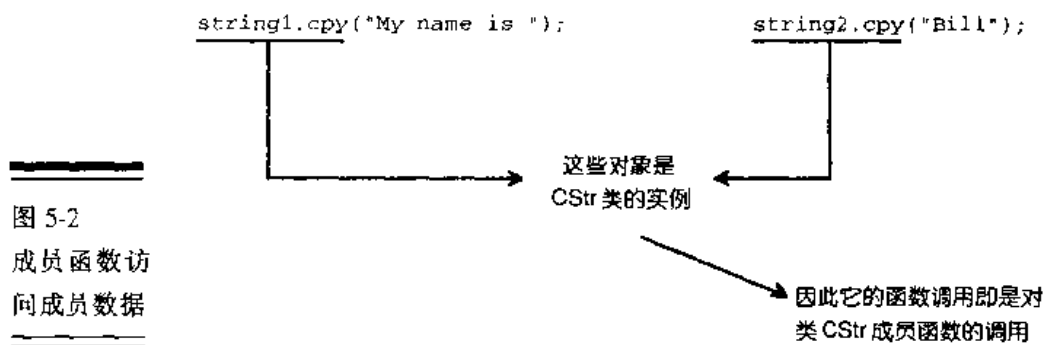 string1.cpy("My name is ");
string2.cpy("Bill");
这些对象是
CStr 类的实例
图 5-2
成员函数访
问成员数据
因此它的函数调用即是对
类 CStr 成员函数的调用